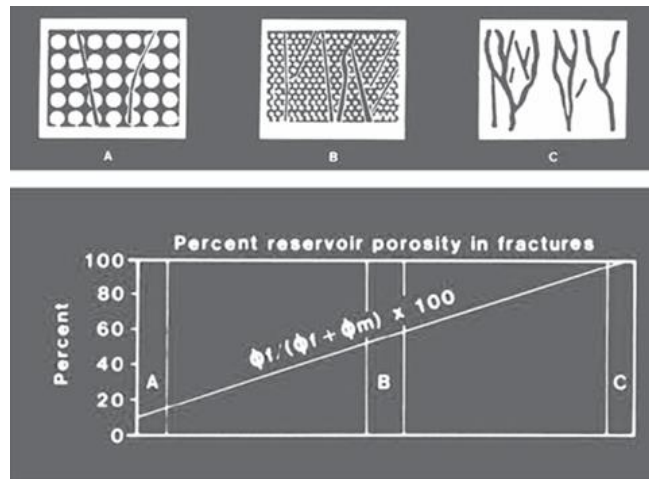 A B C
Percent reservoir porosity in fractures
100
80
60
40
20
0
Percent
ϕf/(ϕf + ϕm) x 100
A B C